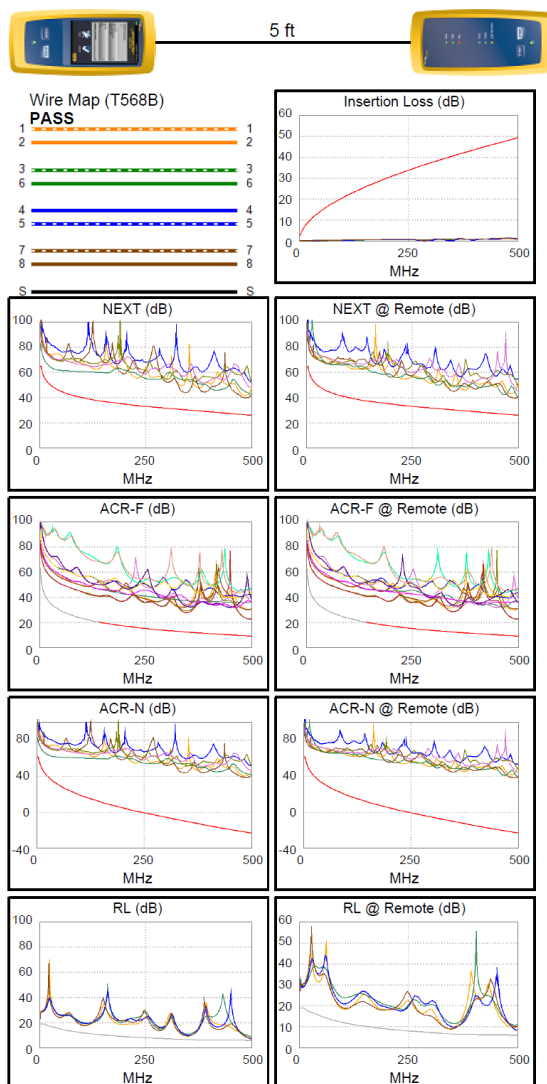 5 ft
Wire Map (T568B)
PASS
1 1
2 2
3 3
6 6
4 4
5 5
7 7
8 8
S S
Insertion Loss (dB)
60
50
40
30
20
10
0
0 250 500
MHz
NEXT (dB)
100
80
60
40
20
0
0 250 500
MHz
NEXT @ Remote (dB)
100
80
60
40
20
0
0 250 500
MHz
ACR-F (dB)
100
80
60
40
20
0
0 250 500
MHz
ACR-F @ Remote (dB)
100
80
60
40
20
0
0 250 500
MHz
ACR-N (dB)
80
40
0
-40
0 250 500
MHz
ACR-N @ Remote (dB)
80
40
0
-40
0 250 500
MHz
RL (dB)
100
80
60
40
20
0
0 250 500
MHz
RL @ Remote (dB)
60
50
40
30
20
10
0
0 250 500
MHz